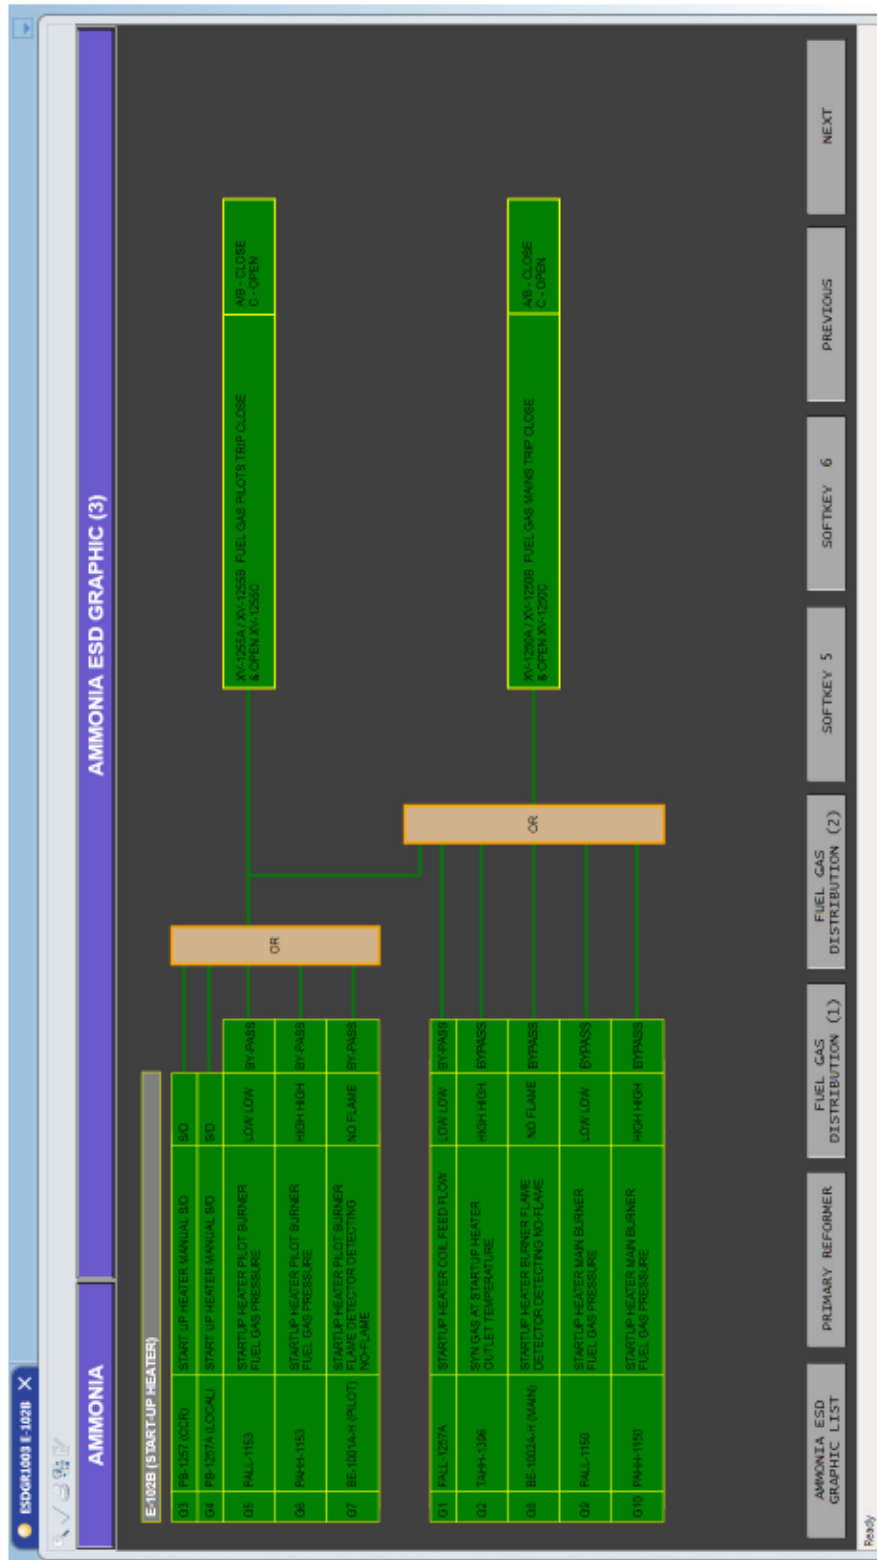 ESDGR1003 E-102B
AMMONIA
AMMONIA ESD GRAPHIC (3)
E-102B (START-UP HEATER)
G3 PB-1257 (CCR) START UP HEATER MANUAL S/D S/D
G4 PB-1257A (LOCAL) START UP HEATER MANUAL S/D S/D
G5 PALL-1153 STARTUP HEATER PILOT BURNER
FUEL GAS PRESSURE LOW LOW BY-PASS
G6 PAHH-1153 STARTUP HEATER PILOT BURNER
FUEL GAS PRESSURE HIGH HIGH BY-PASS
G7 BE-1001A-H (PILOT) STARTUP HEATER PILOT BURNER
FLAME DETECTOR DETECTING
NO-FLAME NO FLAME BY-PASS
OR
XV-1255A / XV-1255B FUEL GAS PILOTS TRIP CLOSE
& OPEN XV-1255C
A/B - CLOSE
C - OPEN
G1 FALL-1257A STARTUP HEATER COIL FEED FLOW LOW LOW BY-PASS
G2 TAHH-1396 SYN GAS AT STARTUP HEATER
OUTLET TEMPERATURE HIGH HIGH BYPASS
G8 BE-1002A-H (MAIN) STARTUP HEATER BURNER FLAME
DETECTOR DETECTING NO-FLAME NO FLAME BYPASS
G9 PALL-1150 STARTUP HEATER MAIN BURNER
FUEL GAS PRESSURE LOW LOW BYPASS
G10 PAHH-1150 STARTUP HEATER MAIN BURNER
FUEL GAS PRESSURE HIGH HIGH BYPASS
OR
XV-1250A / XV-1250B FUEL GAS MAINS TRIP CLOSE
& OPEN XV-1250C
A/B - CLOSE
C - OPEN
AMMONIA ESD
GRAPHIC LIST
PRIMARY REFORMER
FUEL GAS
DISTRIBUTION (1)
FUEL GAS
DISTRIBUTION (2)
SOFTKEY 5
SOFTKEY 6
PREVIOUS
NEXT
Ready